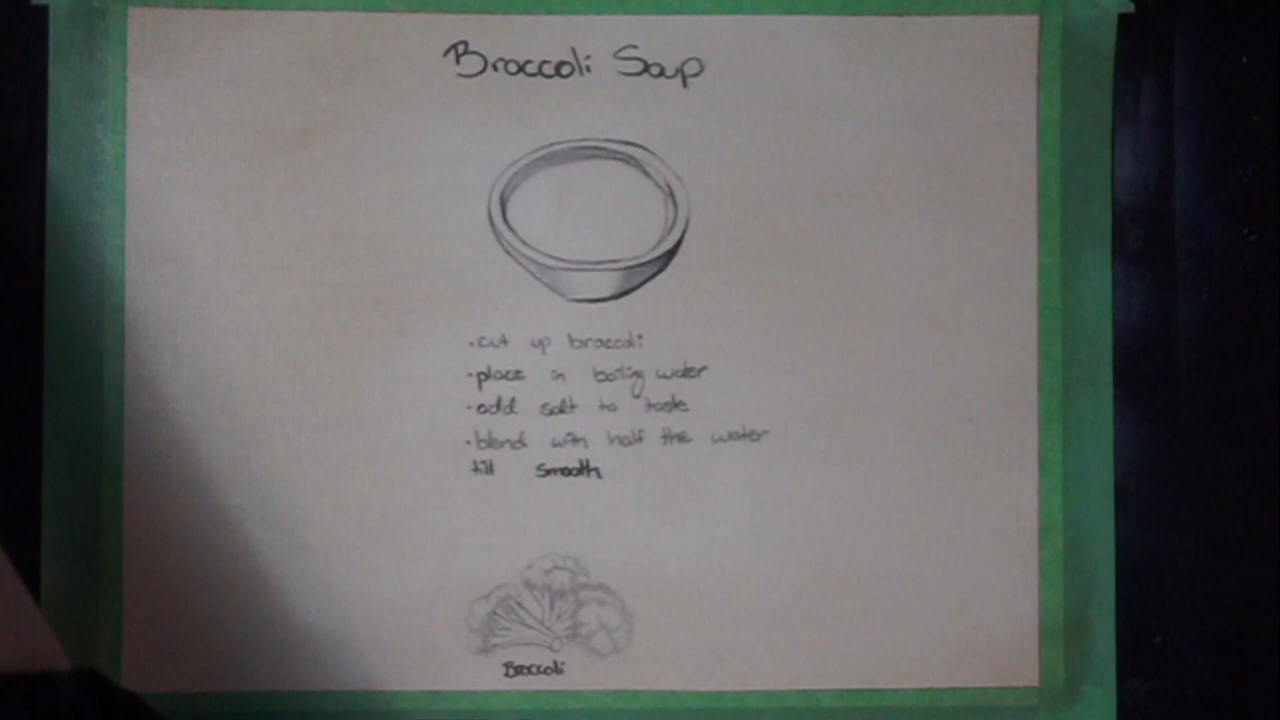 Broccoli Soup
·cut up broccoli
·place in boiling water
·add salt to taste
·blend with half the water
till smooth
Broccoli